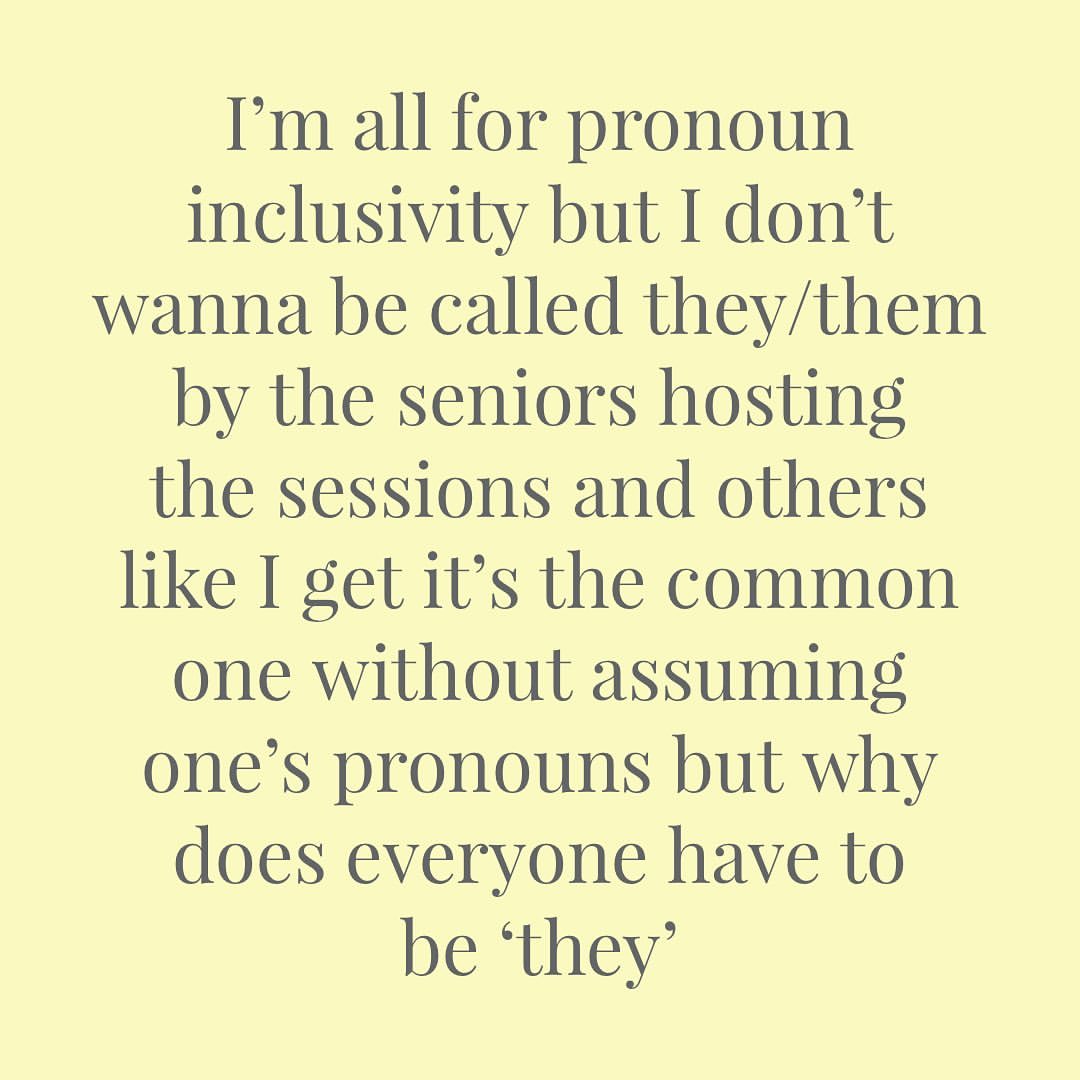 I’m all for pronoun
inclusivity but I don’t
wanna be called they/them
by the seniors hosting
the sessions and others
like I get it’s the common
one without assuming
one’s pronouns but why
does everyone have to
be ‘they’